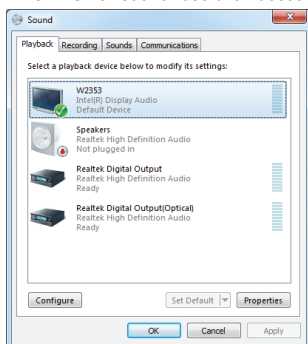 Sound
Playback Recording Sounds Communications
Select a playback device below to modify its settings:
W2353
Intel(R) Display Audio
Default Device
Speakers
Realtek High Definition Audio
Not plugged in
Realtek Digital Output
Realtek High Definition Audio
Ready
Realtek Digital Output(Optical)
Realtek High Definition Audio
Ready
Configure Set Default Properties
OK Cancel Apply